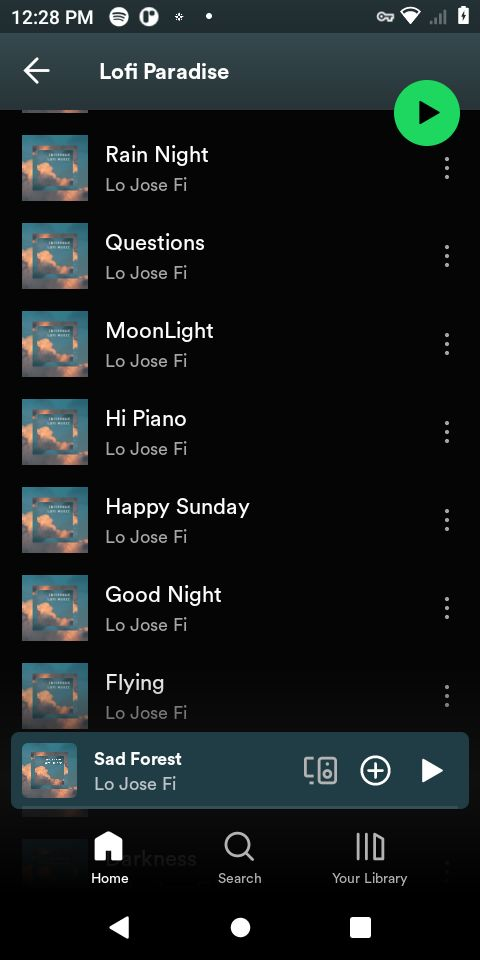 12:28 PM
Lofi Paradise
Rain Night
Lo Jose Fi
Questions
Lo Jose Fi
MoonLight
Lo Jose Fi
Hi Piano
Lo Jose Fi
Happy Sunday
Lo Jose Fi
Good Night
Lo Jose Fi
Flying
Lo Jose Fi
Sad Forest
Lo Jose Fi
Darkness
Home
Search
Your Library